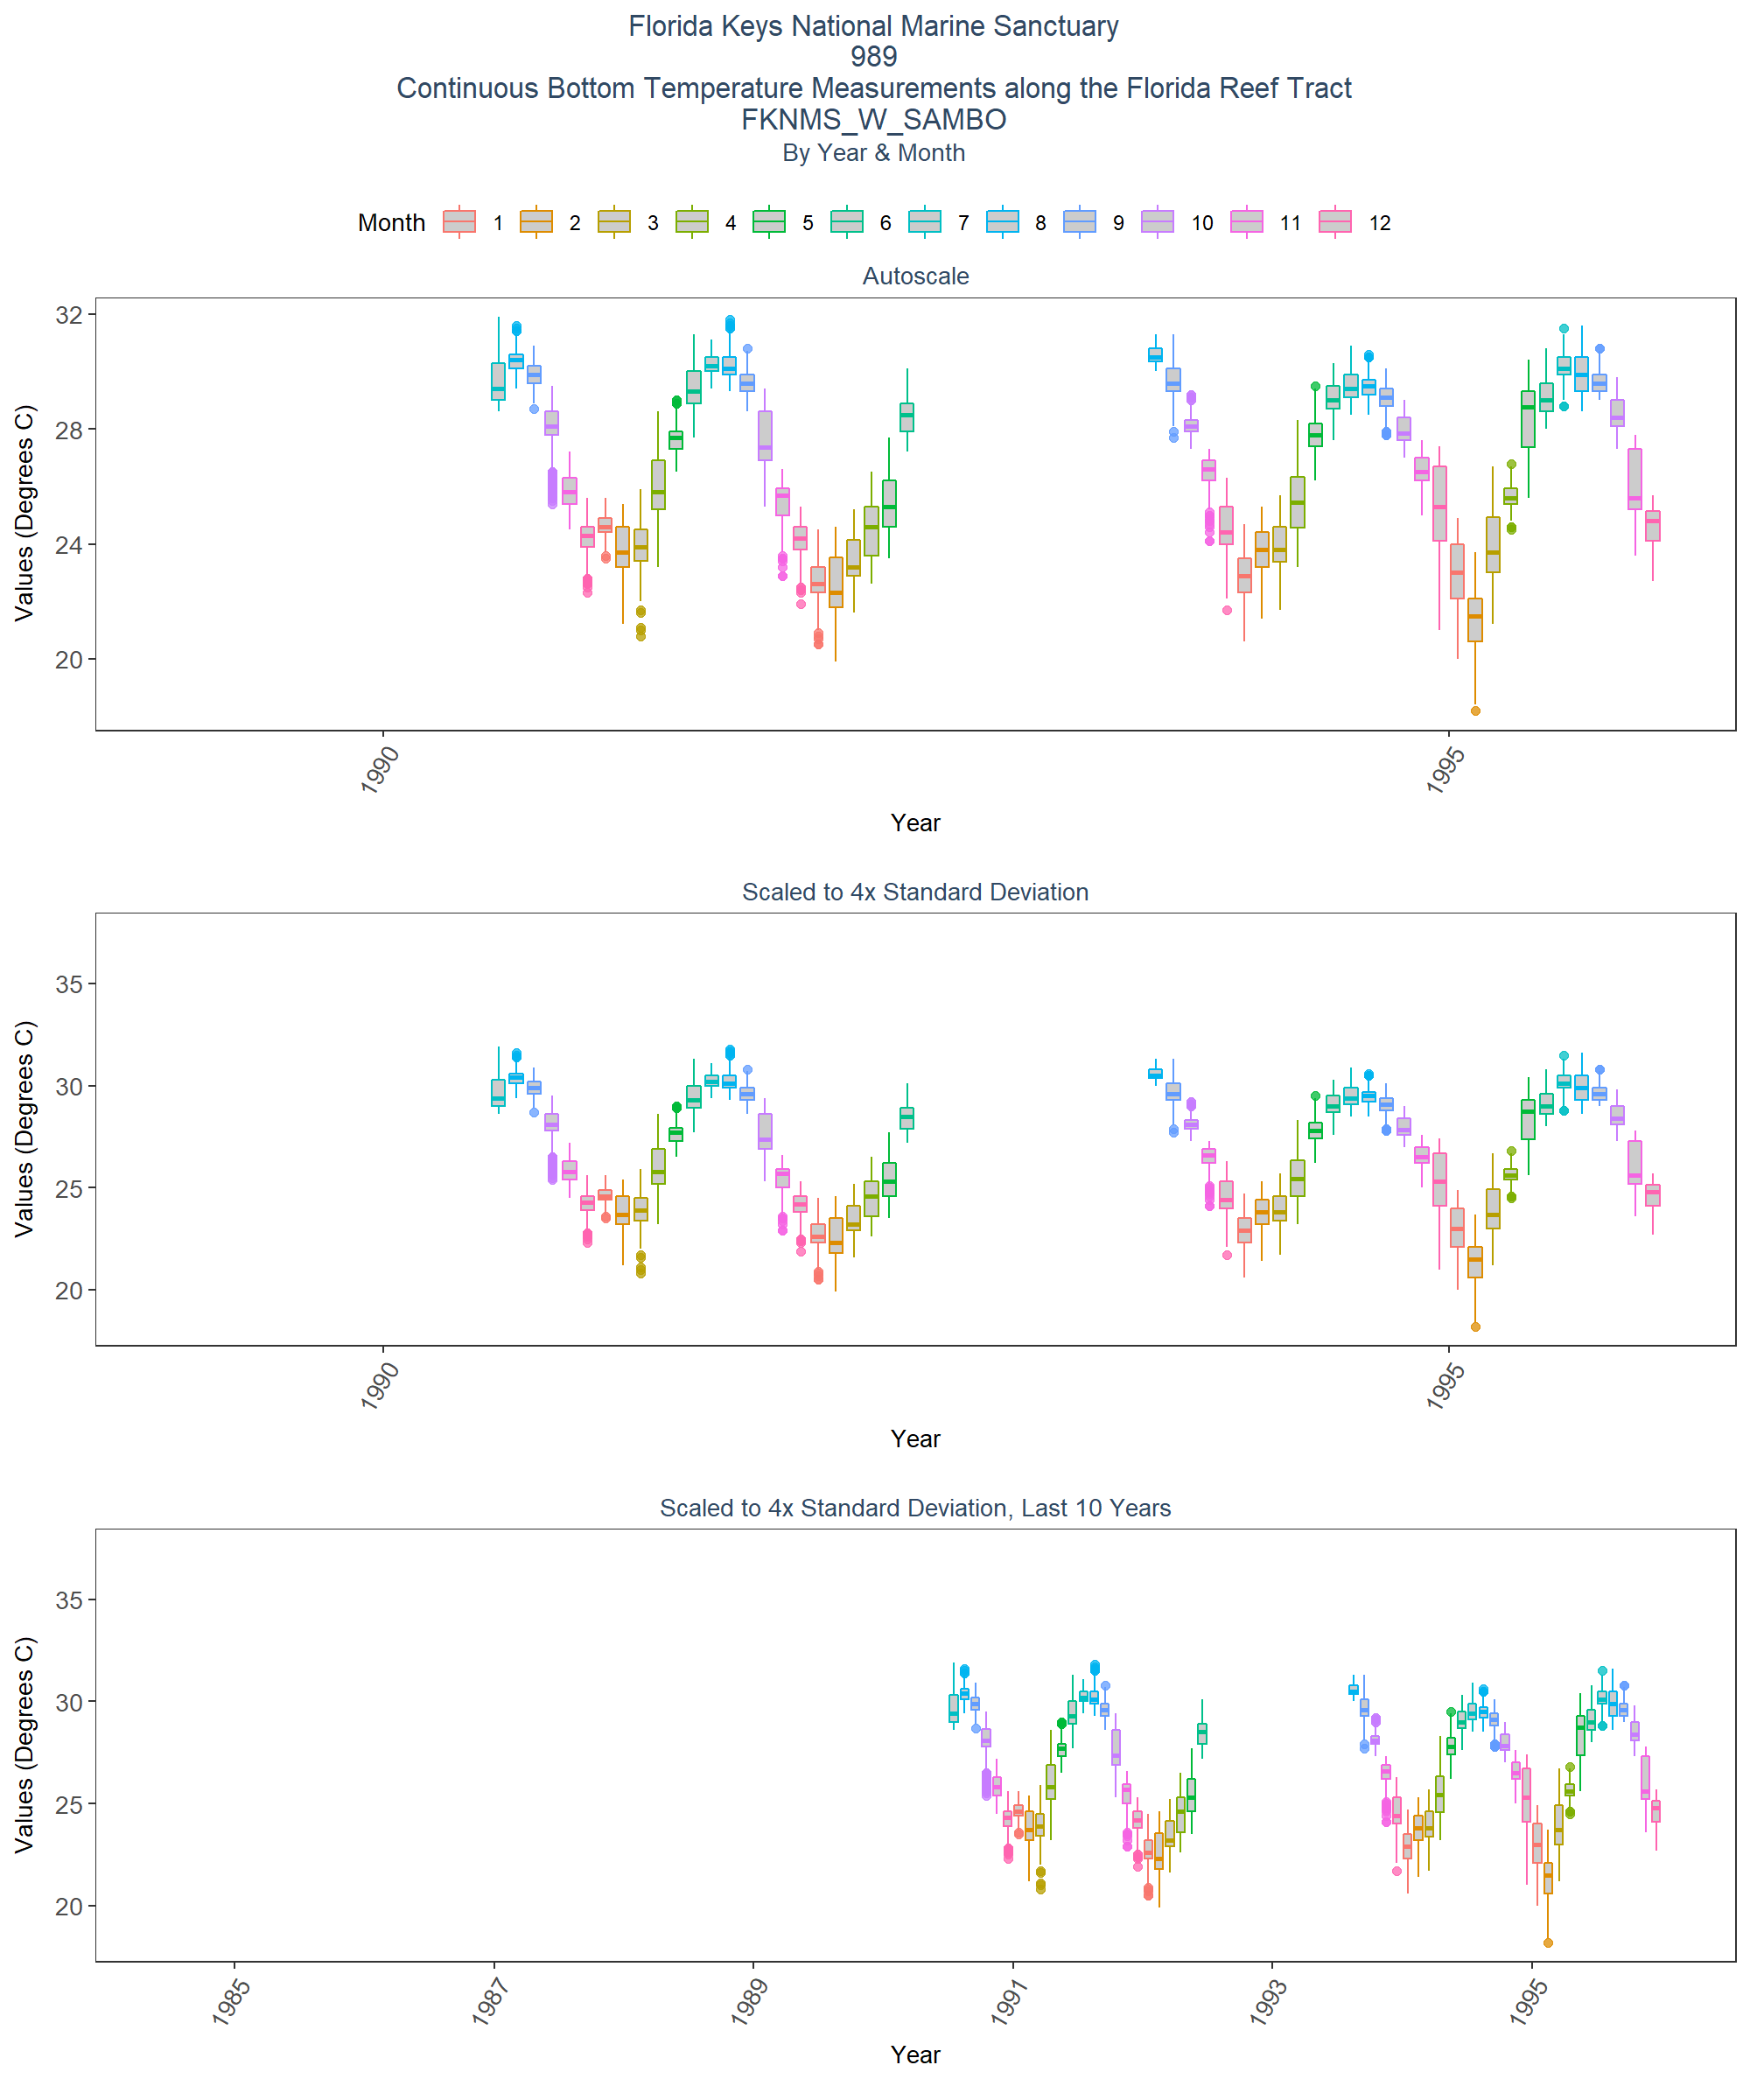 Florida Keys National Marine Sanctuary
989
Continuous Bottom Temperature Measurements along the Florida Reef Tract
FKNMS_W_SAMBO
By Year & Month
Month 1 2 3 4 5 6 7 8 9 10 11 12
Autoscale
Values (Degrees C)
32
28
24
20
1990 1995
Year
Scaled to 4x Standard Deviation
Values (Degrees C)
35
30
25
20
1990 1995
Year
Scaled to 4x Standard Deviation, Last 10 Years
Values (Degrees C)
35
30
25
20
1985 1987 1989 1991 1993 1995
Year